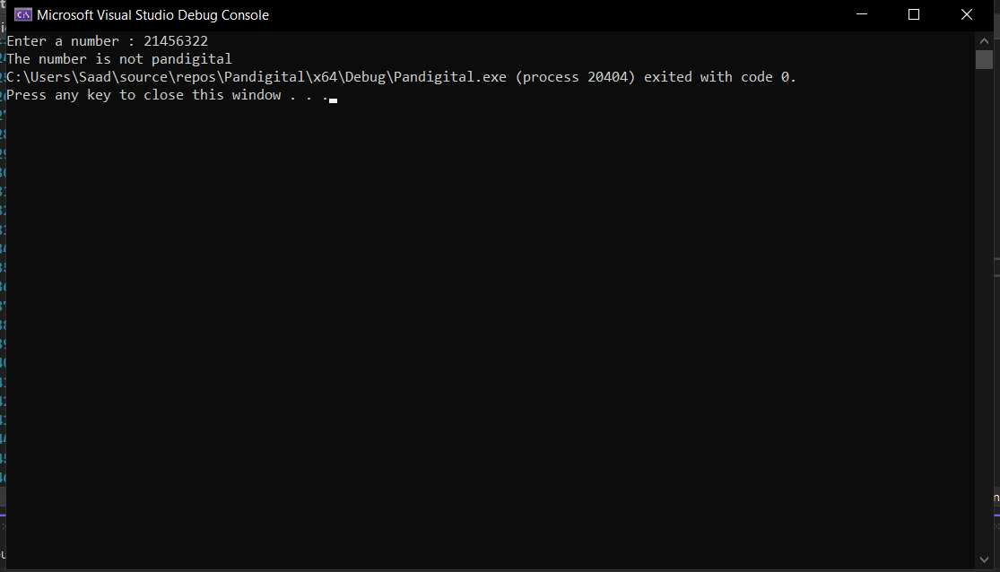 Microsoft Visual Studio Debug Console
Enter a number : 21456322
The number is not pandigital
C:\Users\Saad\source\repos\Pandigital\x64\Debug\Pandigital.exe (process 20404) exited with code 0.
Press any key to close this window . . .